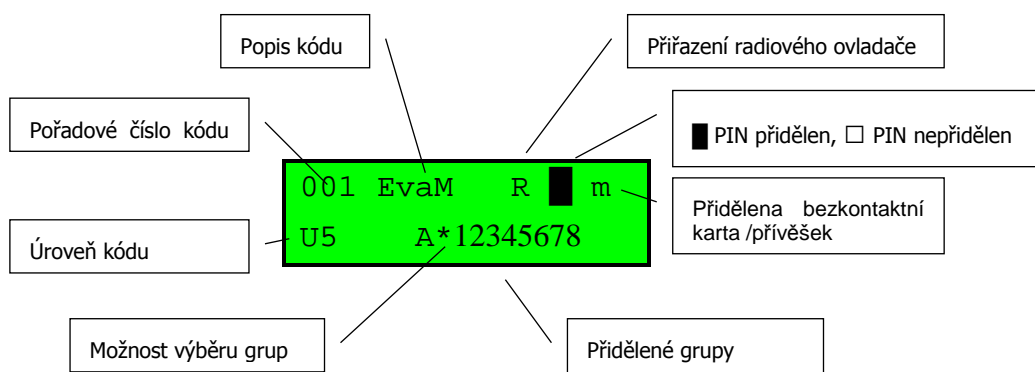 Popis kódu
Přiřazení radiového ovladače
Pořadové číslo kódu
█ PIN přidělen, □ PIN nepřidělen
001 EvaM R █ m
Přidělena bezkontaktní
karta /přívěšek
Úroveň kódu
U5 A*12345678
Možnost výběru grup
Přidělené grupy